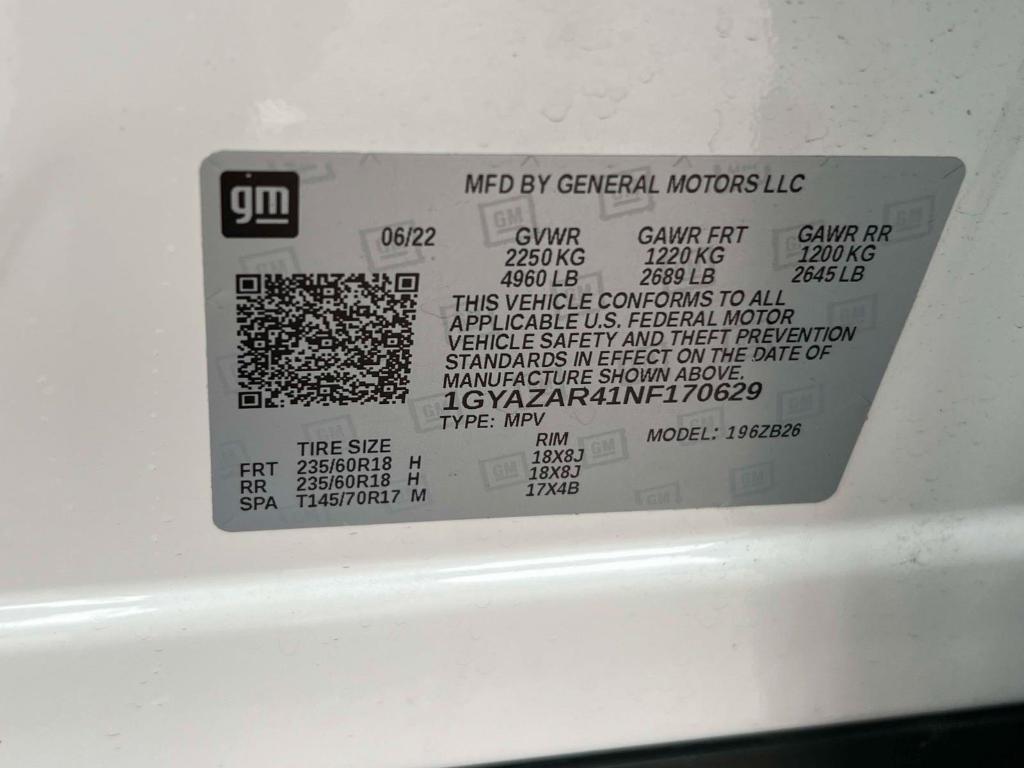 gm
MFD BY GENERAL MOTORS LLC
06/22 GVWR GAWR FRT GAWR RR
2250 KG 1220 KG 1200 KG
4960 LB 2689 LB 2645 LB
THIS VEHICLE CONFORMS TO ALL
APPLICABLE U.S. FEDERAL MOTOR
VEHICLE SAFETY AND THEFT PREVENTION
STANDARDS IN EFFECT ON THE DATE OF
MANUFACTURE SHOWN ABOVE.
1GYAZAR41NF170629
TYPE: MPV MODEL: 196ZB26
TIRE SIZE RIM
FRT 235/60R18 H 18X8J
RR 235/60R18 H 18X8J
SPA T145/70R17 M 17X4B